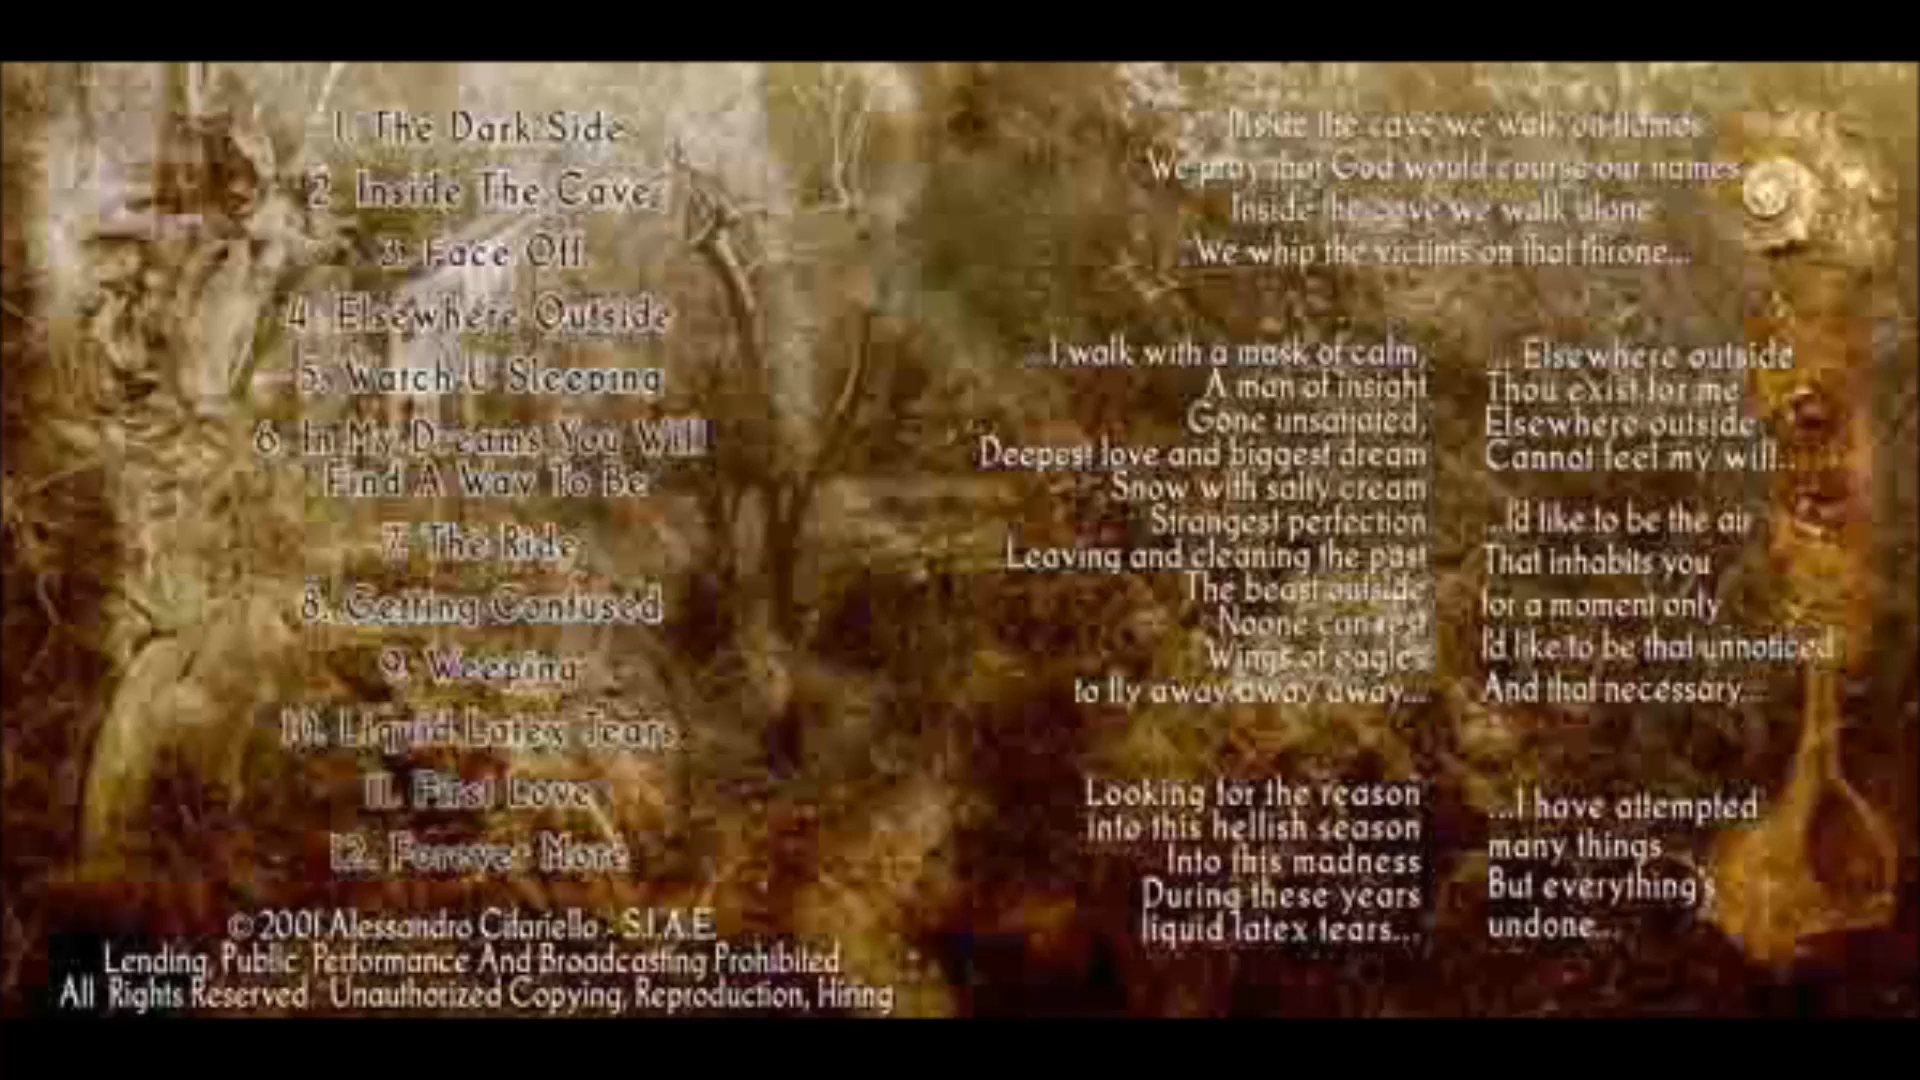 1. The Dark Side
2. Inside The Cave
3. Face Off
4. Elsewhere Outside
5. Watch U Sleeping
6. In My Dreams You Will
Find A Way To Be
7. The Ride
8. Getting Confused
9. Weeping
10. Liquid Latex Tears
11. First Love
12. Forever More
© 2001 Alessandro Citariello - S.I.A.E.
Lending, Public Performance And Broadcasting Prohibited
All Rights Reserved. Unauthorized Copying, Reproduction, Hiring
Inside the cave we walk on flames
We pray that God would course our names
Inside the cave we walk alone
We whip the victims on that throne...
...I walk with a mask of calm,
A man of insight
Gone unsatiated,
Deepest love and biggest dream
Snow with salty cream
Strangest perfection
Leaving and cleaning the past
The beast outside
Noone can rest
Wings of eagles
to fly away away away...
Looking for the reason
Into this hellish season
Into this madness
During these years
liquid latex tears...
... Elsewhere outside
Thou exist for me
Elsewhere outside
Cannot feel my will...
...I'd like to be the air
That inhabits you
for a moment only
I'd like to be that unnoticed
And that necessary...
...I have attempted
many things
But everything's
undone...